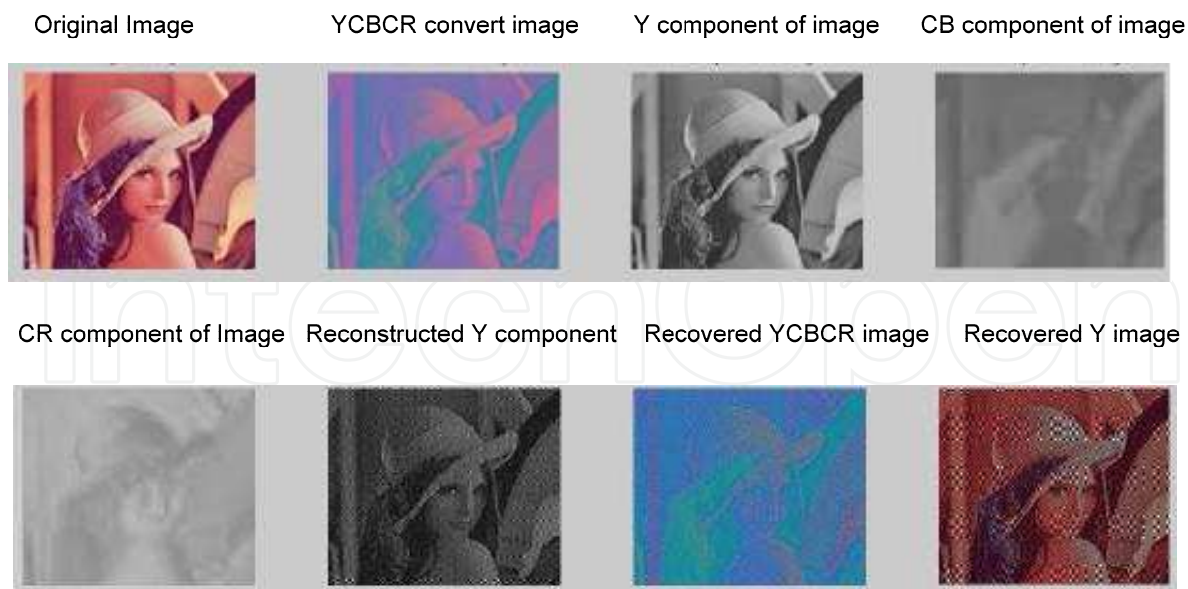 Original Image
YCBCR convert image
Y component of image
CB component of image
CR component of Image
Reconstructed Y component
Recovered YCBCR image
Recovered Y image
IntechOpen